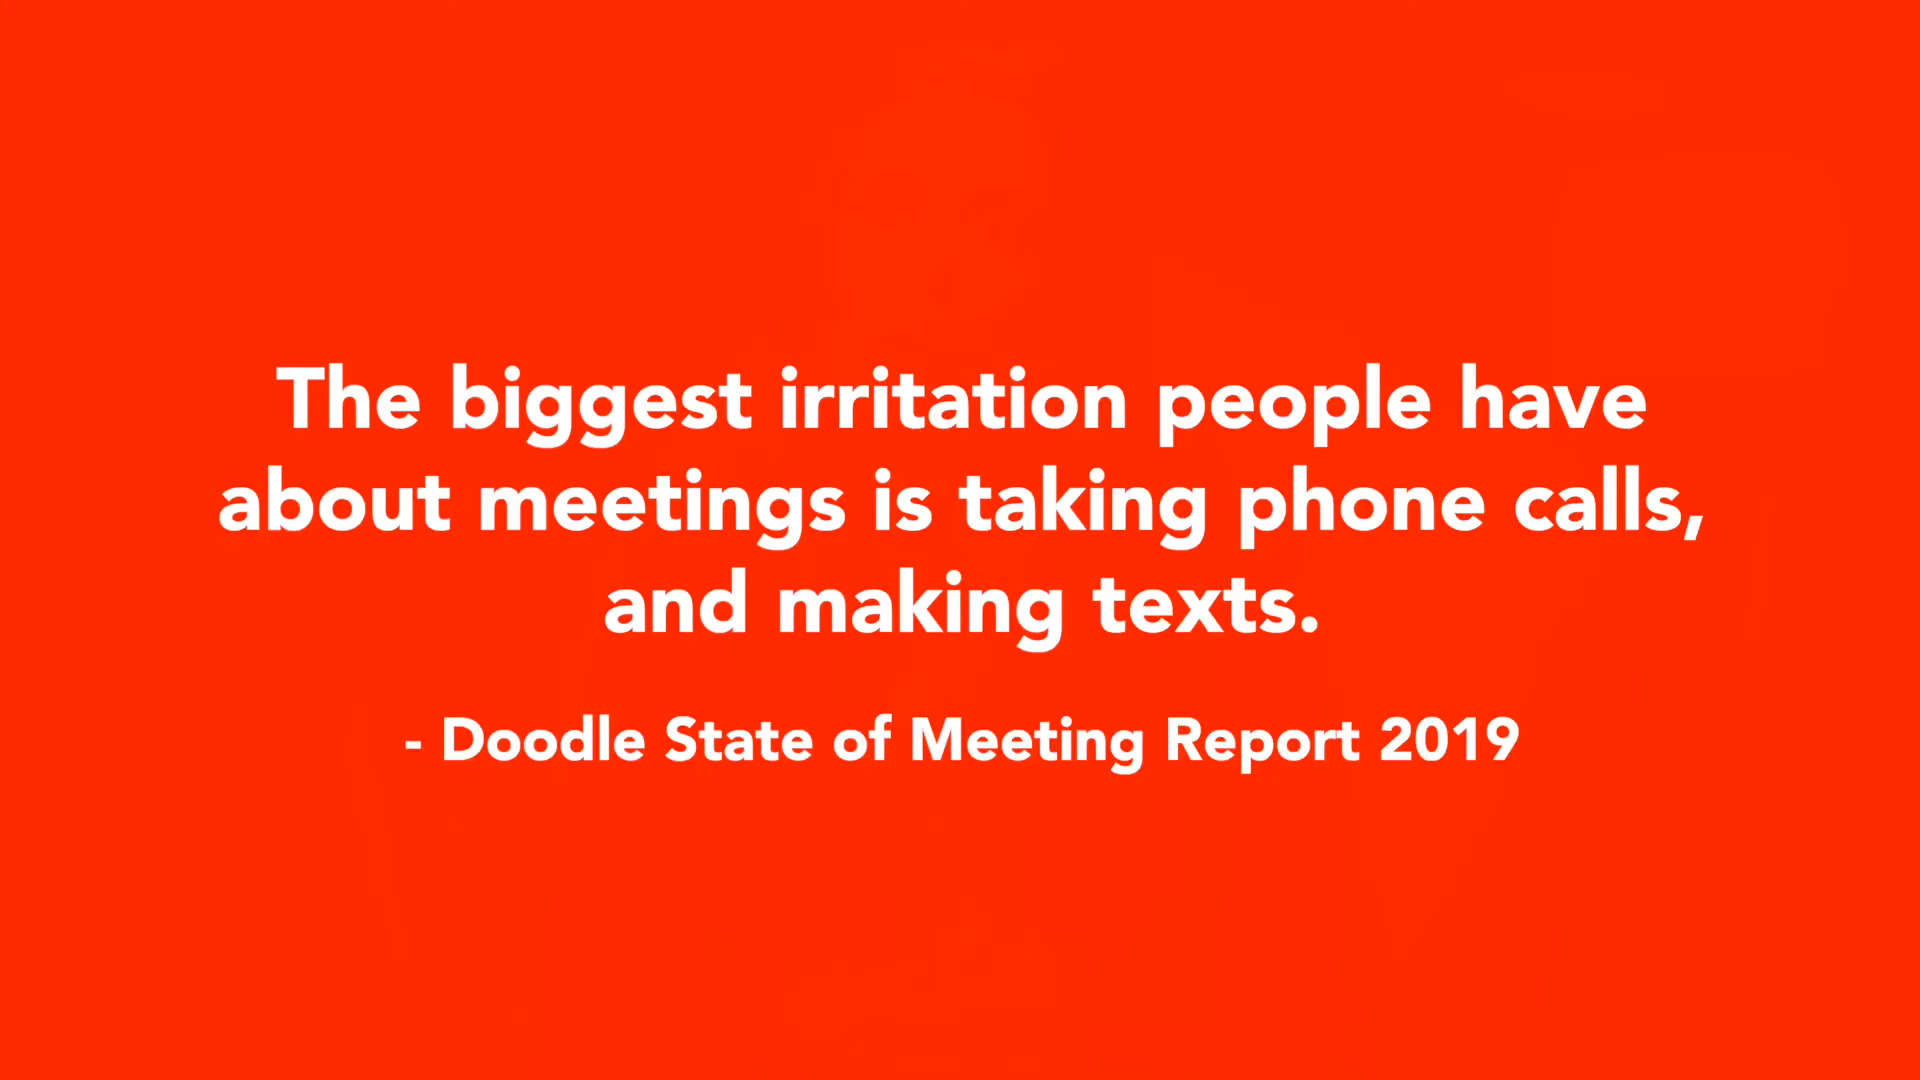 The biggest irritation people have
about meetings is taking phone calls,
and making texts.
- Doodle State of Meeting Report 2019